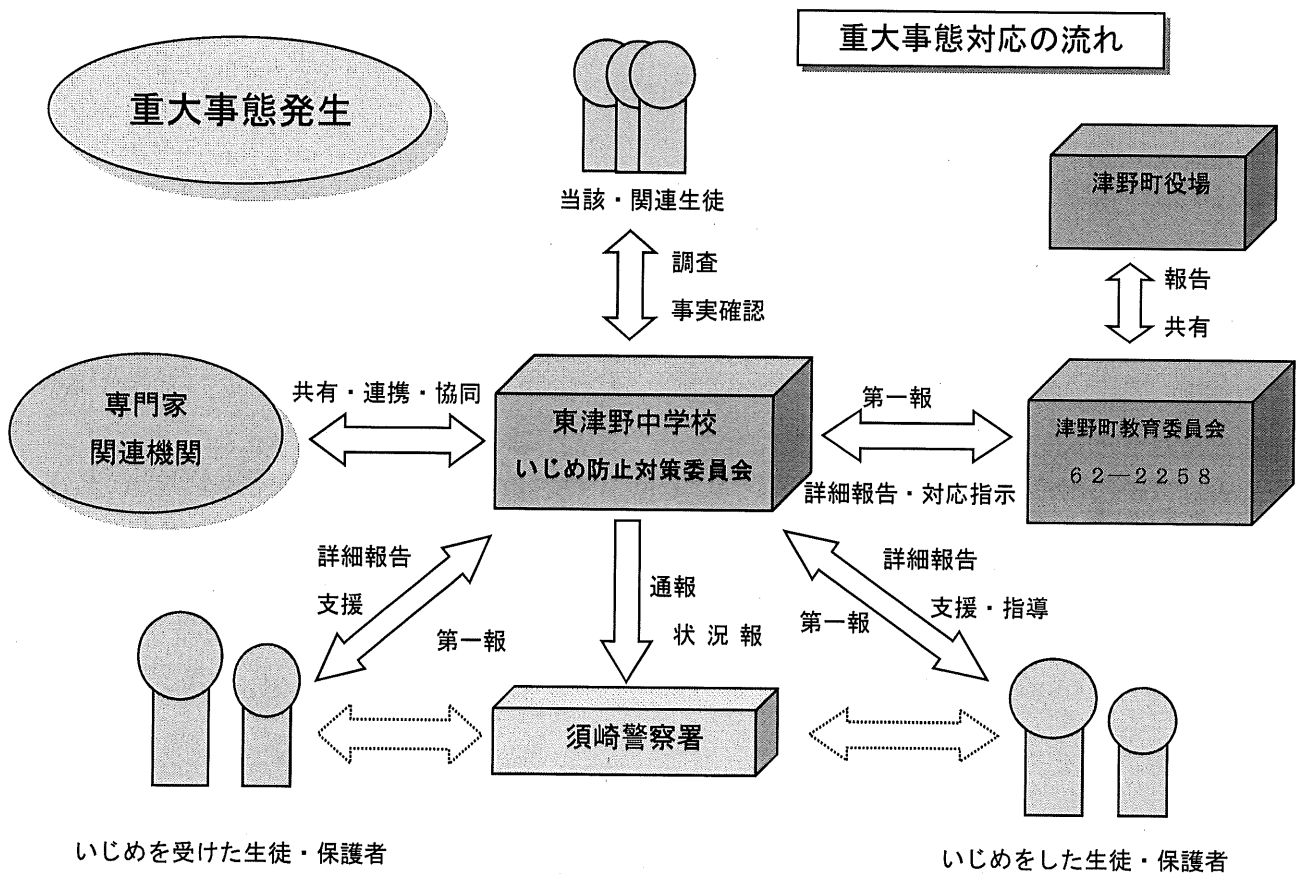 重大事態対応の流れ
重大事態発生
当該・関連生徒
津野町役場
調査
事実確認
報告
共有
専門家
関連機関
共有・連携・協同
東津野中学校
いじめ防止対策委員会
第一報
詳細報告・対応指示
津野町教育委員会
６２―２２５８
詳細報告
支援
第一報
通報
状 況 報
詳細報告
支援・指導
第一報
須崎警察署
いじめを受けた生徒・保護者
いじめをした生徒・保護者